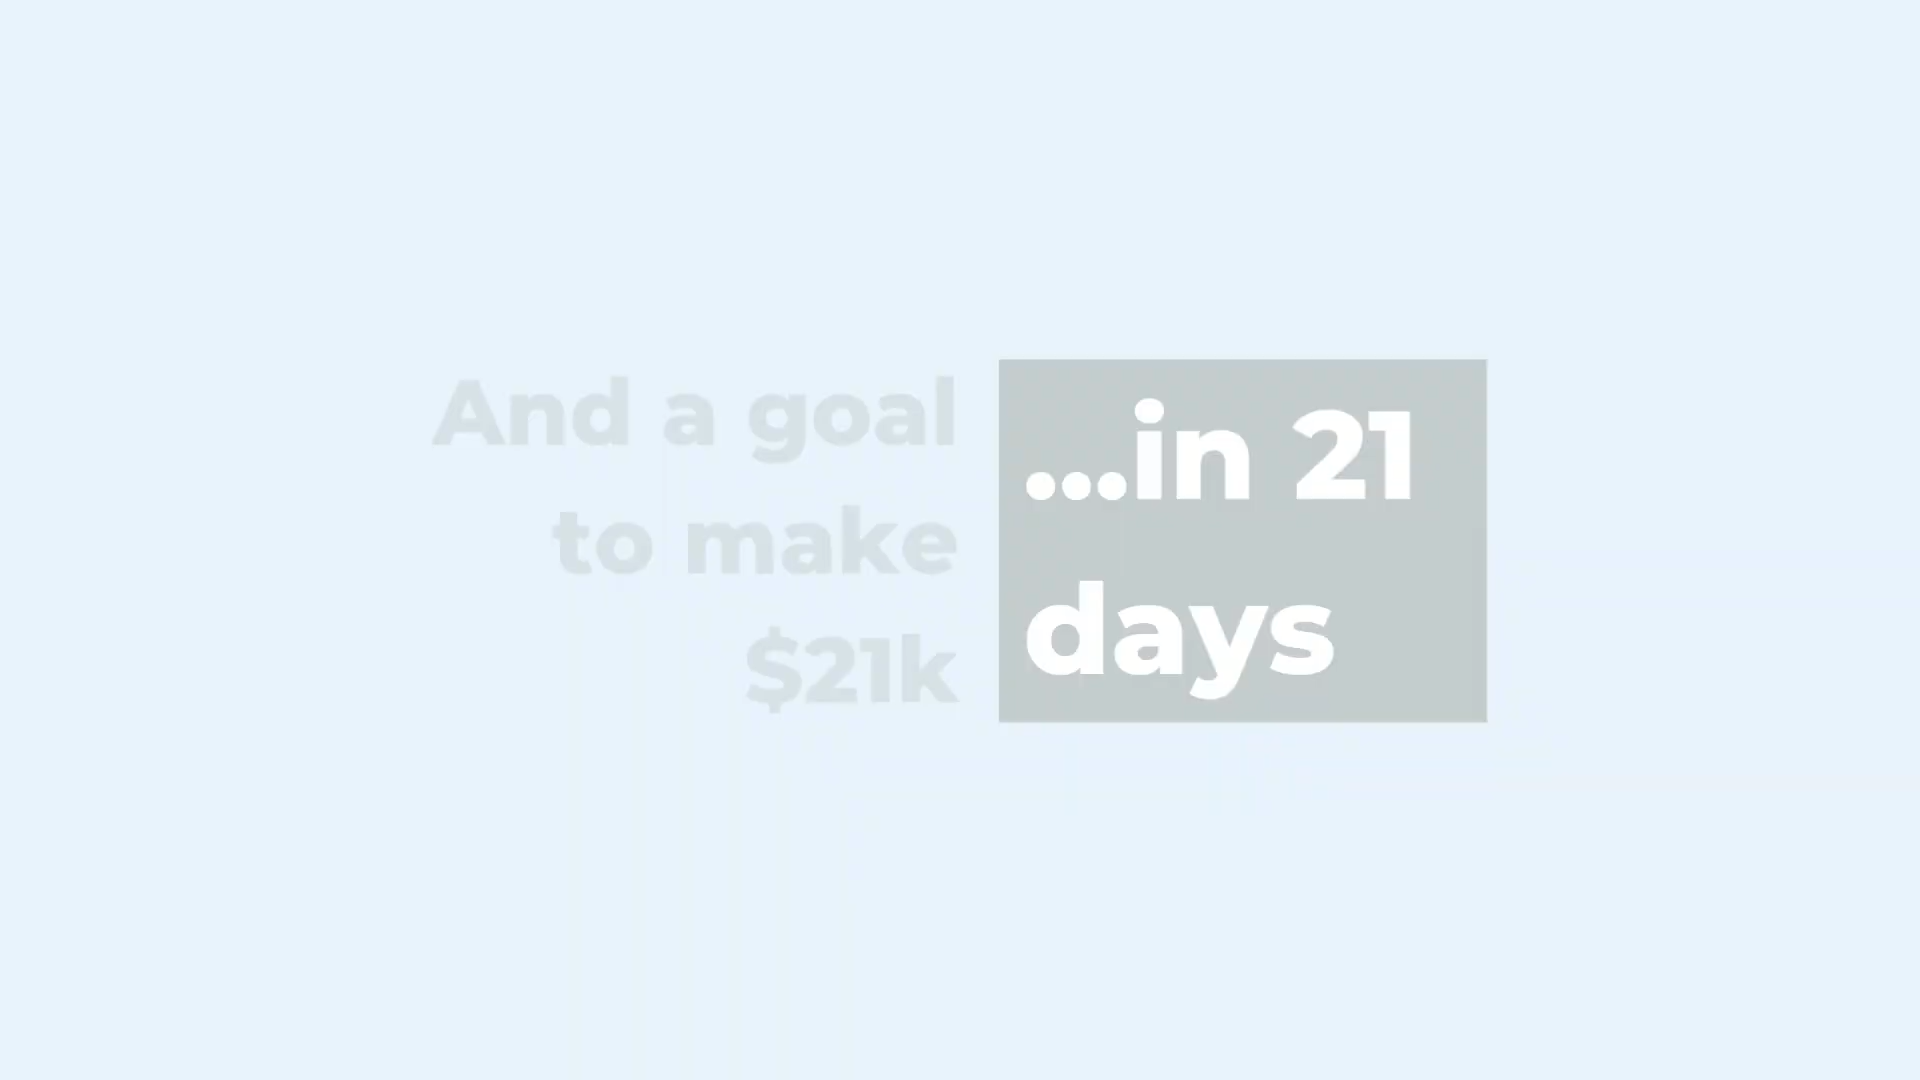 And a goal
to make
$21k
...in 21
days